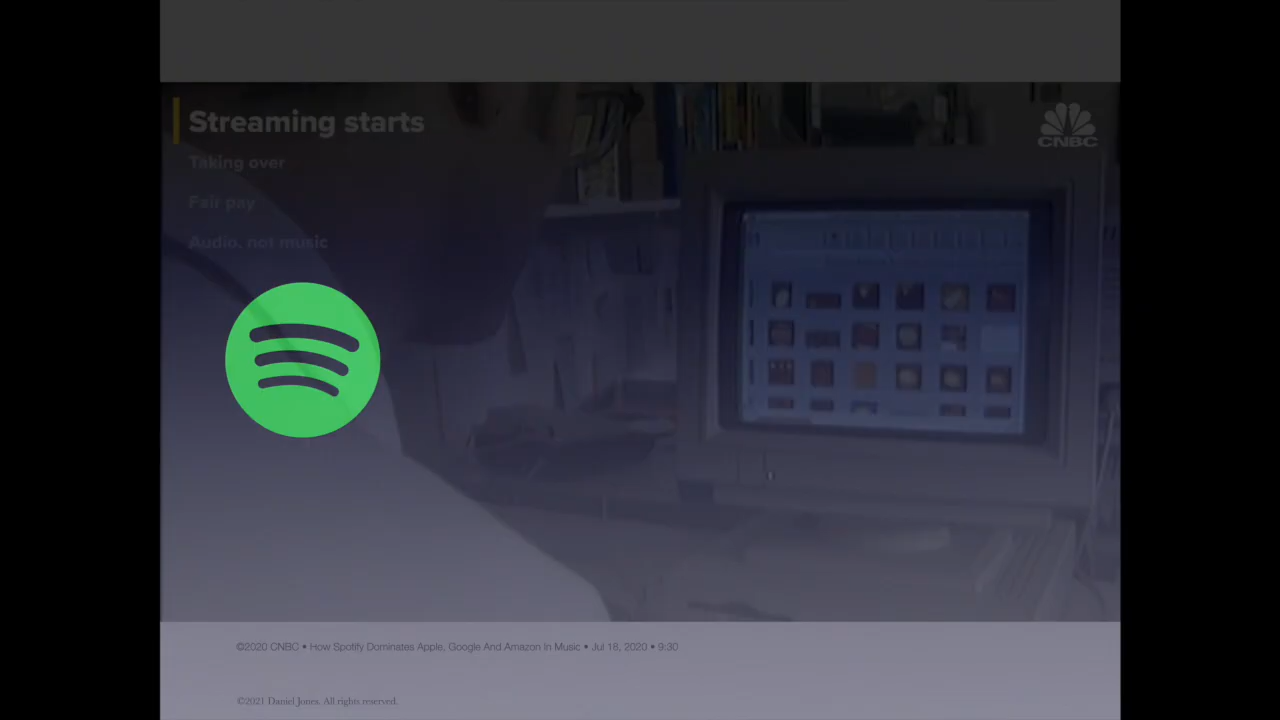 Streaming starts
CNBC
Taking over
Fair pay
Audio, not music
©2020 CNBC • How Spotify Dominates Apple, Google And Amazon In Music • Jul 18, 2020 • 9:30
©2021 Daniel Jones. All rights reserved.